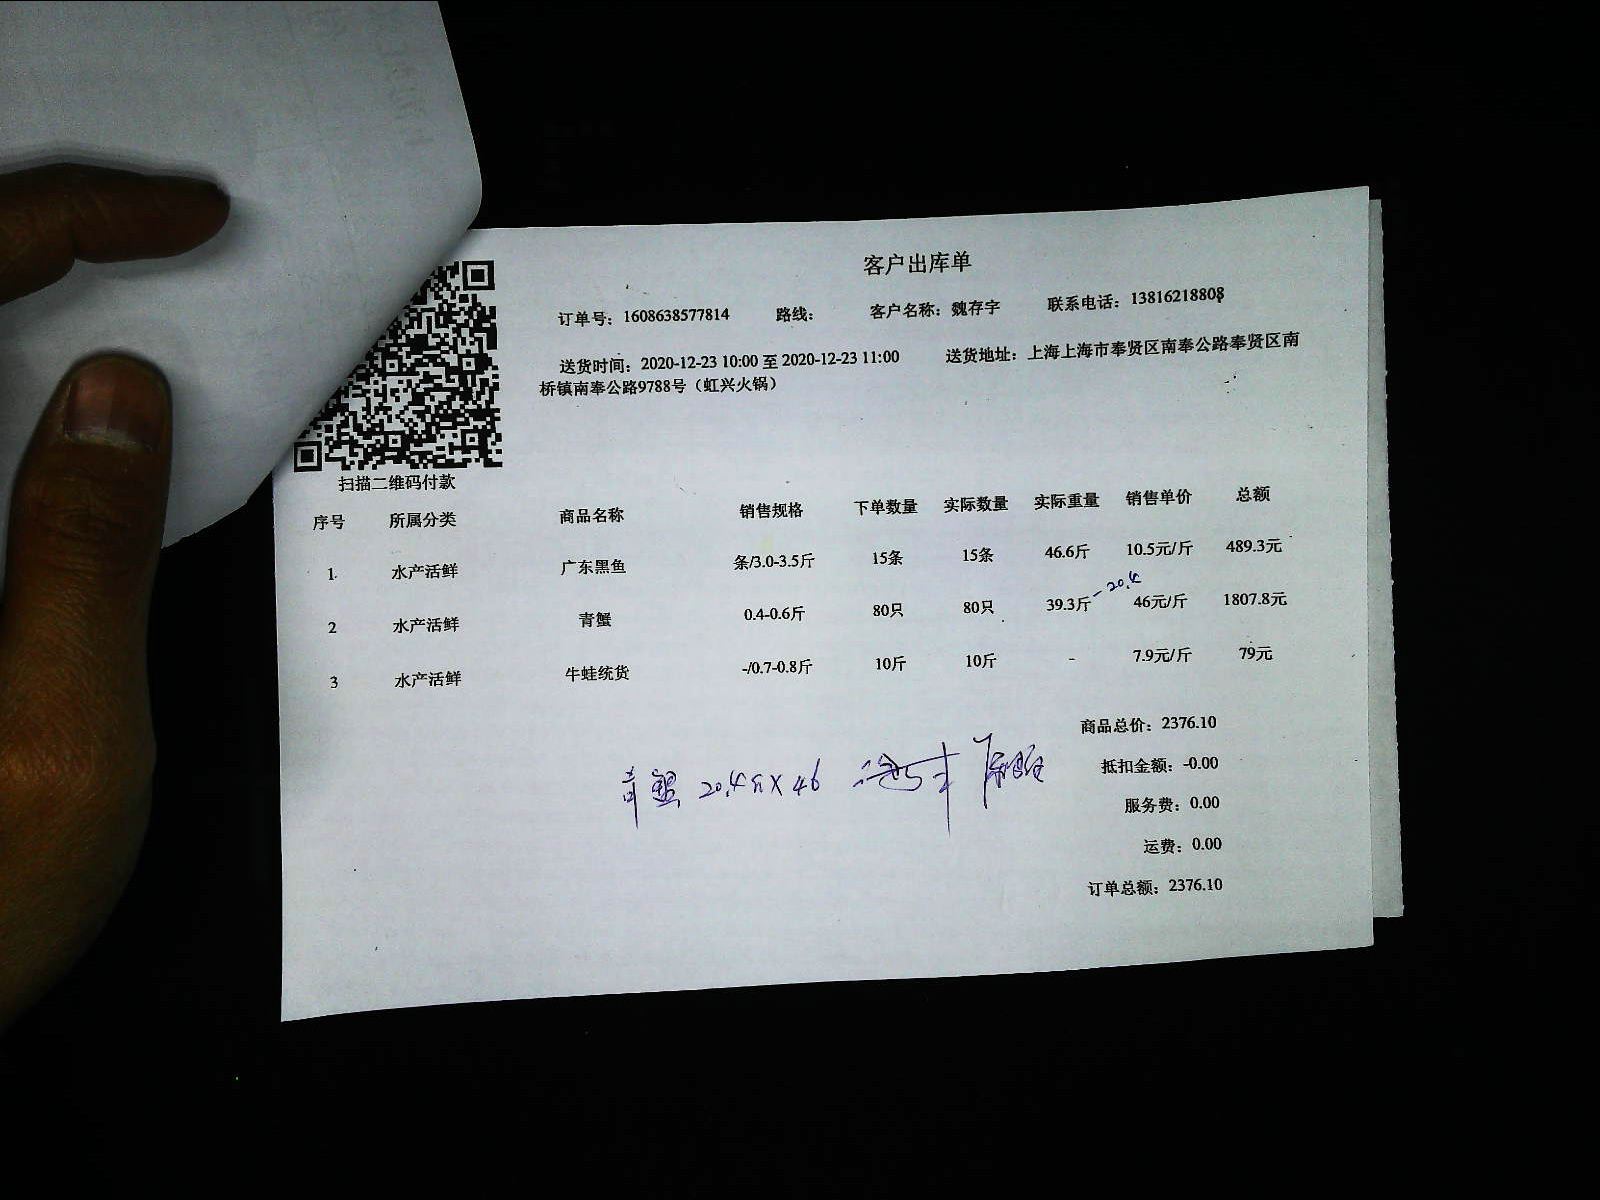 客户出库单
订单号：1608638577814 路线： 客户名称：魏存宇 联系电话：13816218808
送货时间：2020-12-23 10:00 至 2020-12-23 11:00 送货地址：上海上海市奉贤区南奉公路奉贤区南
桥镇南奉公路9788号（虹兴火锅）
扫描二维码付款
序号 所属分类 商品名称 销售规格 下单数量 实际数量 实际重量 销售单价 总额
1 水产活鲜 广东黑鱼 条/3.0-3.5斤 15条 15条 46.6斤 10.5元/斤 489.3元
-20.4
2 水产活鲜 青蟹 0.4-0.6斤 80只 80只 39.3斤 46元/斤 1807.8元
3 水产活鲜 牛蛙统货 -/0.7-0.8斤 10斤 10斤 - 7.9元/斤 79元
商品总价：2376.10
抵扣金额：-0.00
青蟹 20.4斤×46
服务费：0.00
运费：0.00
订单总额：2376.10